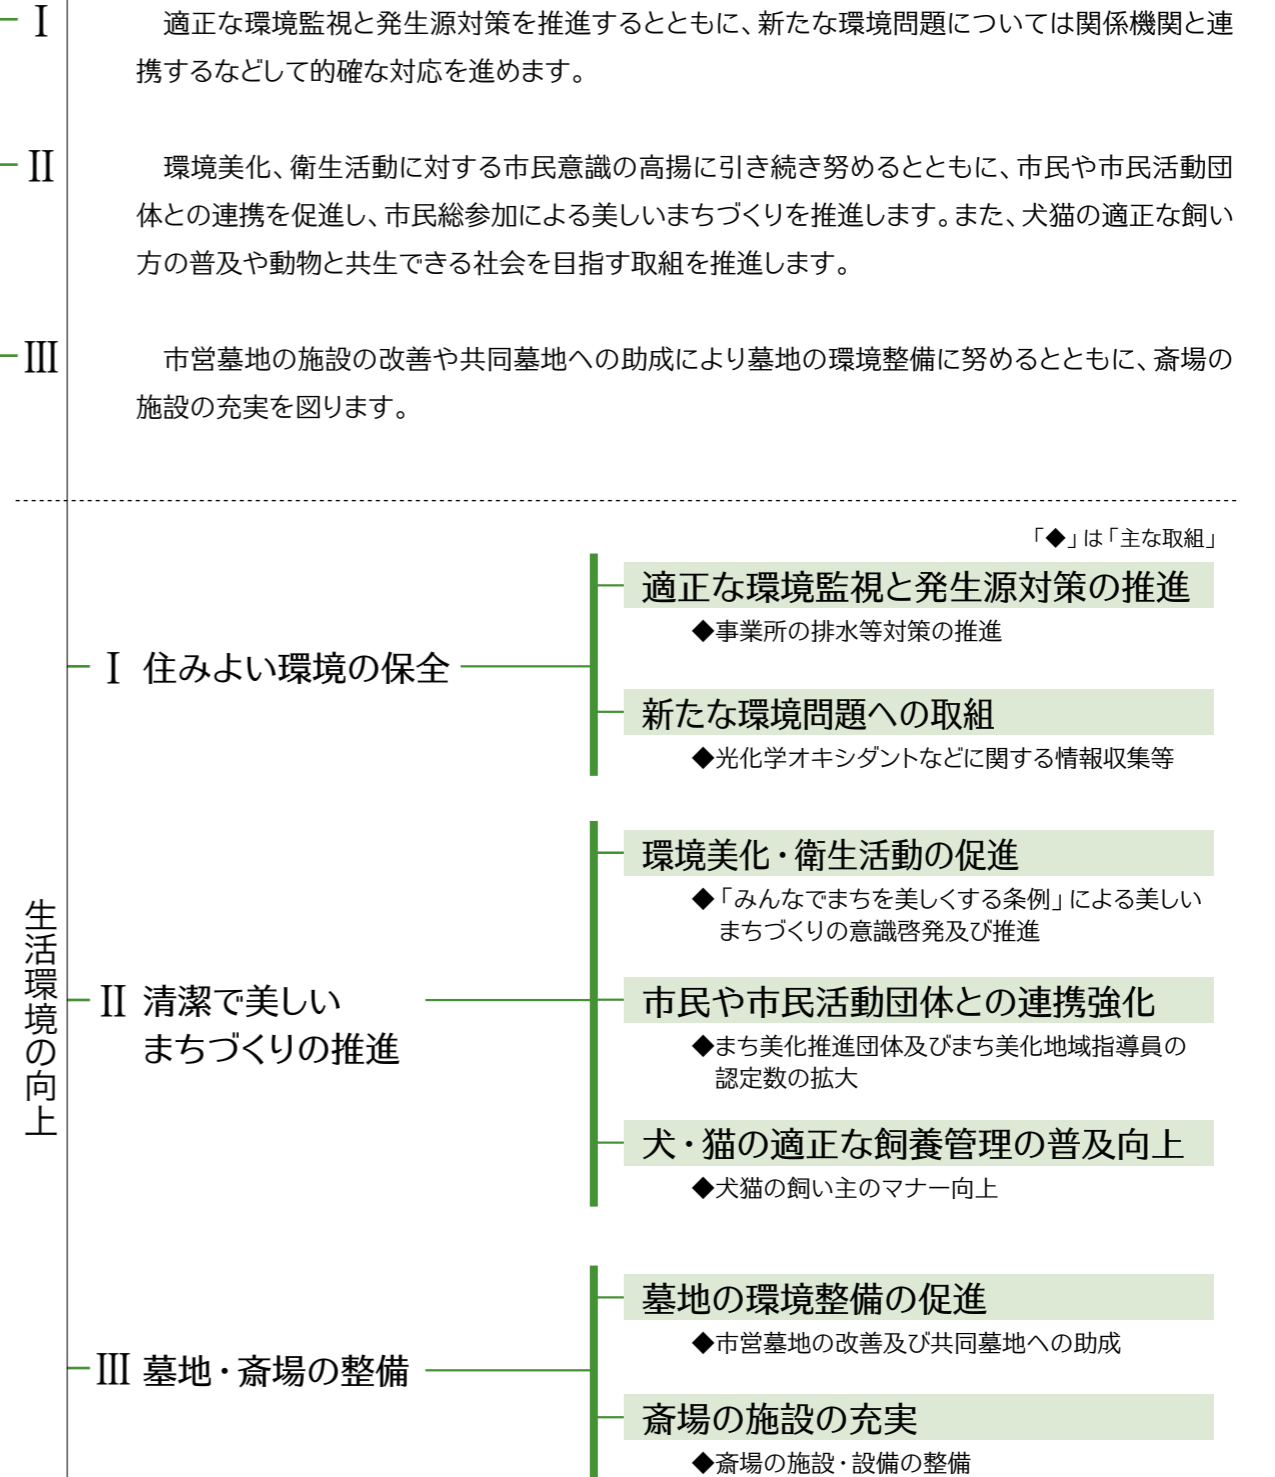 Ⅰ
適正な環境監視と発生源対策を推進するとともに、新たな環境問題については関係機関と連
携するなどして的確な対応を進めます。
Ⅱ
環境美化、衛生活動に対する市民意識の高揚に引き続き努めるとともに、市民や市民活動団
体との連携を促進し、市民総参加による美しいまちづくりを推進します。また、犬猫の適正な飼い
方の普及や動物と共生できる社会を目指す取組を推進します。
Ⅲ
市営墓地の施設の改善や共同墓地への助成により墓地の環境整備に努めるとともに、斎場の
施設の充実を図ります。
「◆」は「主な取組」
生活環境の向上
Ⅰ 住みよい環境の保全
適正な環境監視と発生源対策の推進
◆事業所の排水等対策の推進
新たな環境問題への取組
◆光化学オキシダントなどに関する情報収集等
Ⅱ 清潔で美しい
まちづくりの推進
環境美化・衛生活動の促進
◆「みんなでまちを美しくする条例」による美しい
まちづくりの意識啓発及び推進
市民や市民活動団体との連携強化
◆まち美化推進団体及びまち美化地域指導員の
認定数の拡大
犬・猫の適正な飼養管理の普及向上
◆犬猫の飼い主のマナー向上
Ⅲ 墓地・斎場の整備
墓地の環境整備の促進
◆市営墓地の改善及び共同墓地への助成
斎場の施設の充実
◆斎場の施設・設備の整備